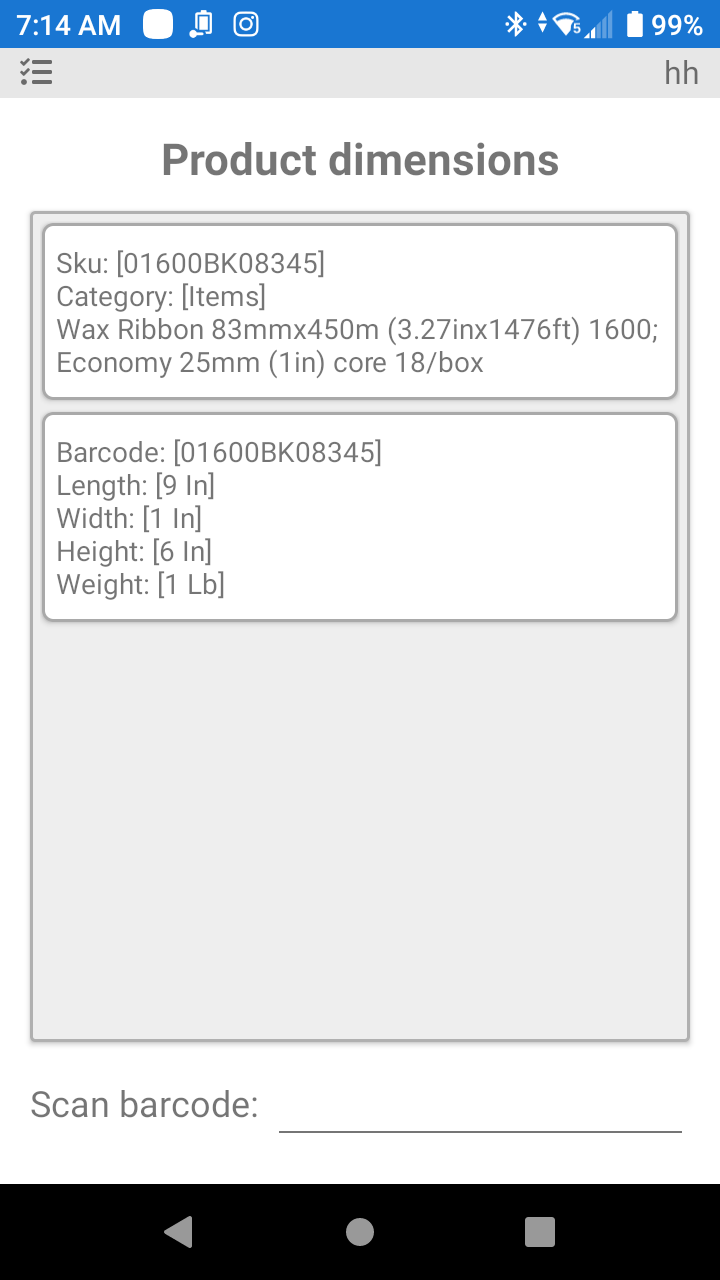 7:14 AM 5 99%
hh
Product dimensions
Sku: [01600BK08345]
Category: [Items]
Wax Ribbon 83mmx450m (3.27inx1476ft) 1600;
Economy 25mm (1in) core 18/box
Barcode: [01600BK08345]
Length: [9 In]
Width: [1 In]
Height: [6 In]
Weight: [1 Lb]
Scan barcode: